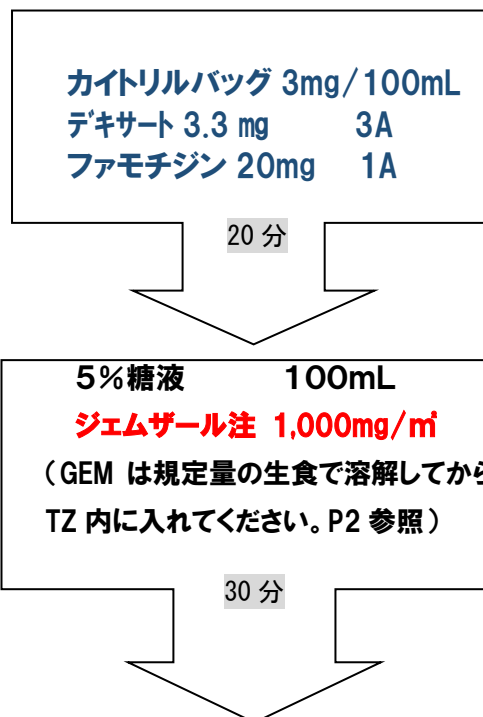 カイトリルバッグ 3mg/100mL
デキサート 3.3 mg 3A
ファモチジン 20mg 1A
20 分
5%糖液 100mL
ジェムザール注 1,000mg/㎡
(GEM は規定量の生食で溶解してから
TZ 内に入れてください。P2 参照)
30 分